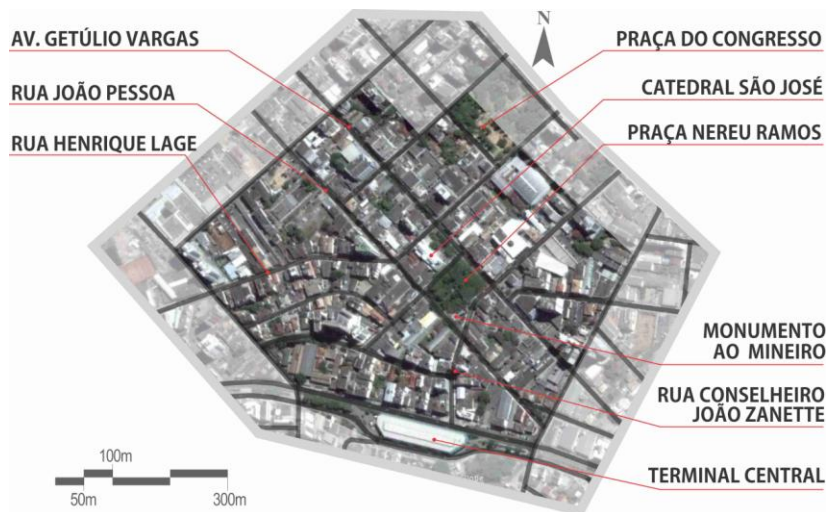 AV. GETÚLIO VARGAS
RUA JOÃO PESSOA
RUA HENRIQUE LAGE
N
PRAÇA DO CONGRESSO
CATEDRAL SÃO JOSÉ
PRAÇA NEREU RAMOS
MONUMENTO
AO MINEIRO
RUA CONSELHEIRO
JOÃO ZANETTE
TERMINAL CENTRAL
100m
50m
300m